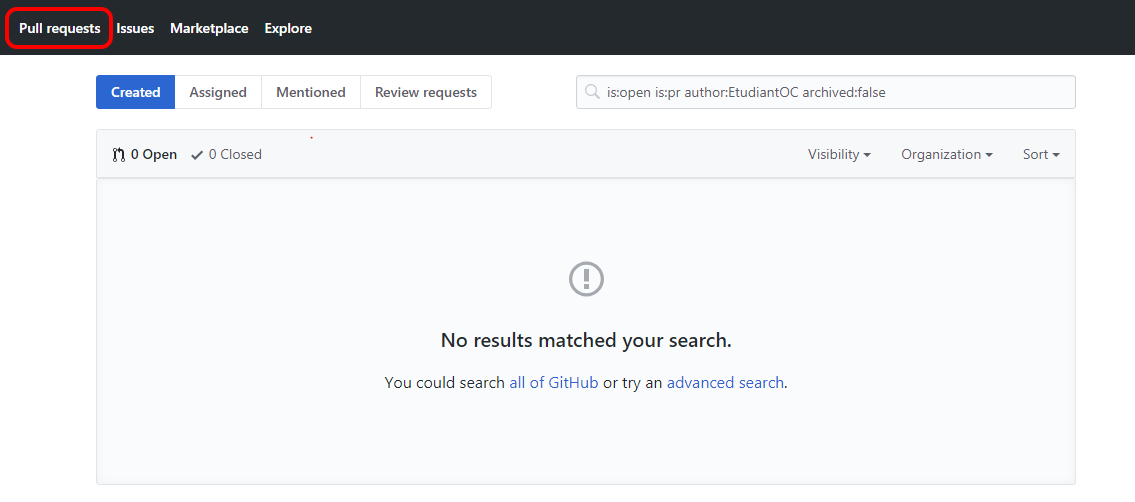 Pull requests Issues Marketplace Explore
Created Assigned Mentioned Review requests is:open is:pr author:EtudiantOC archived:false
0 Open 0 Closed Visibility Organization Sort
No results matched your search.
You could search all of GitHub or try an advanced search.